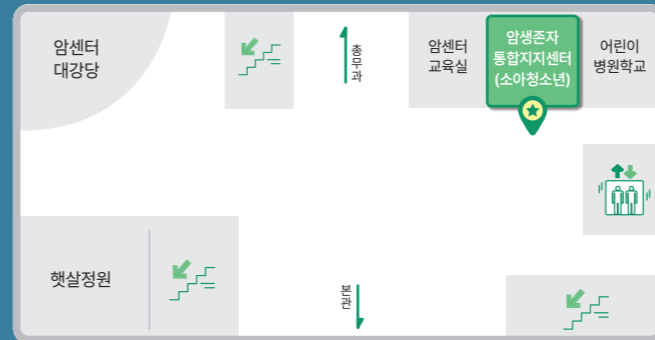 암센터
대강당
총무과
암센터
교육실
암생존자
통합지지센터
(소아청소년)
어린이
병원학교
햇살정원
본관